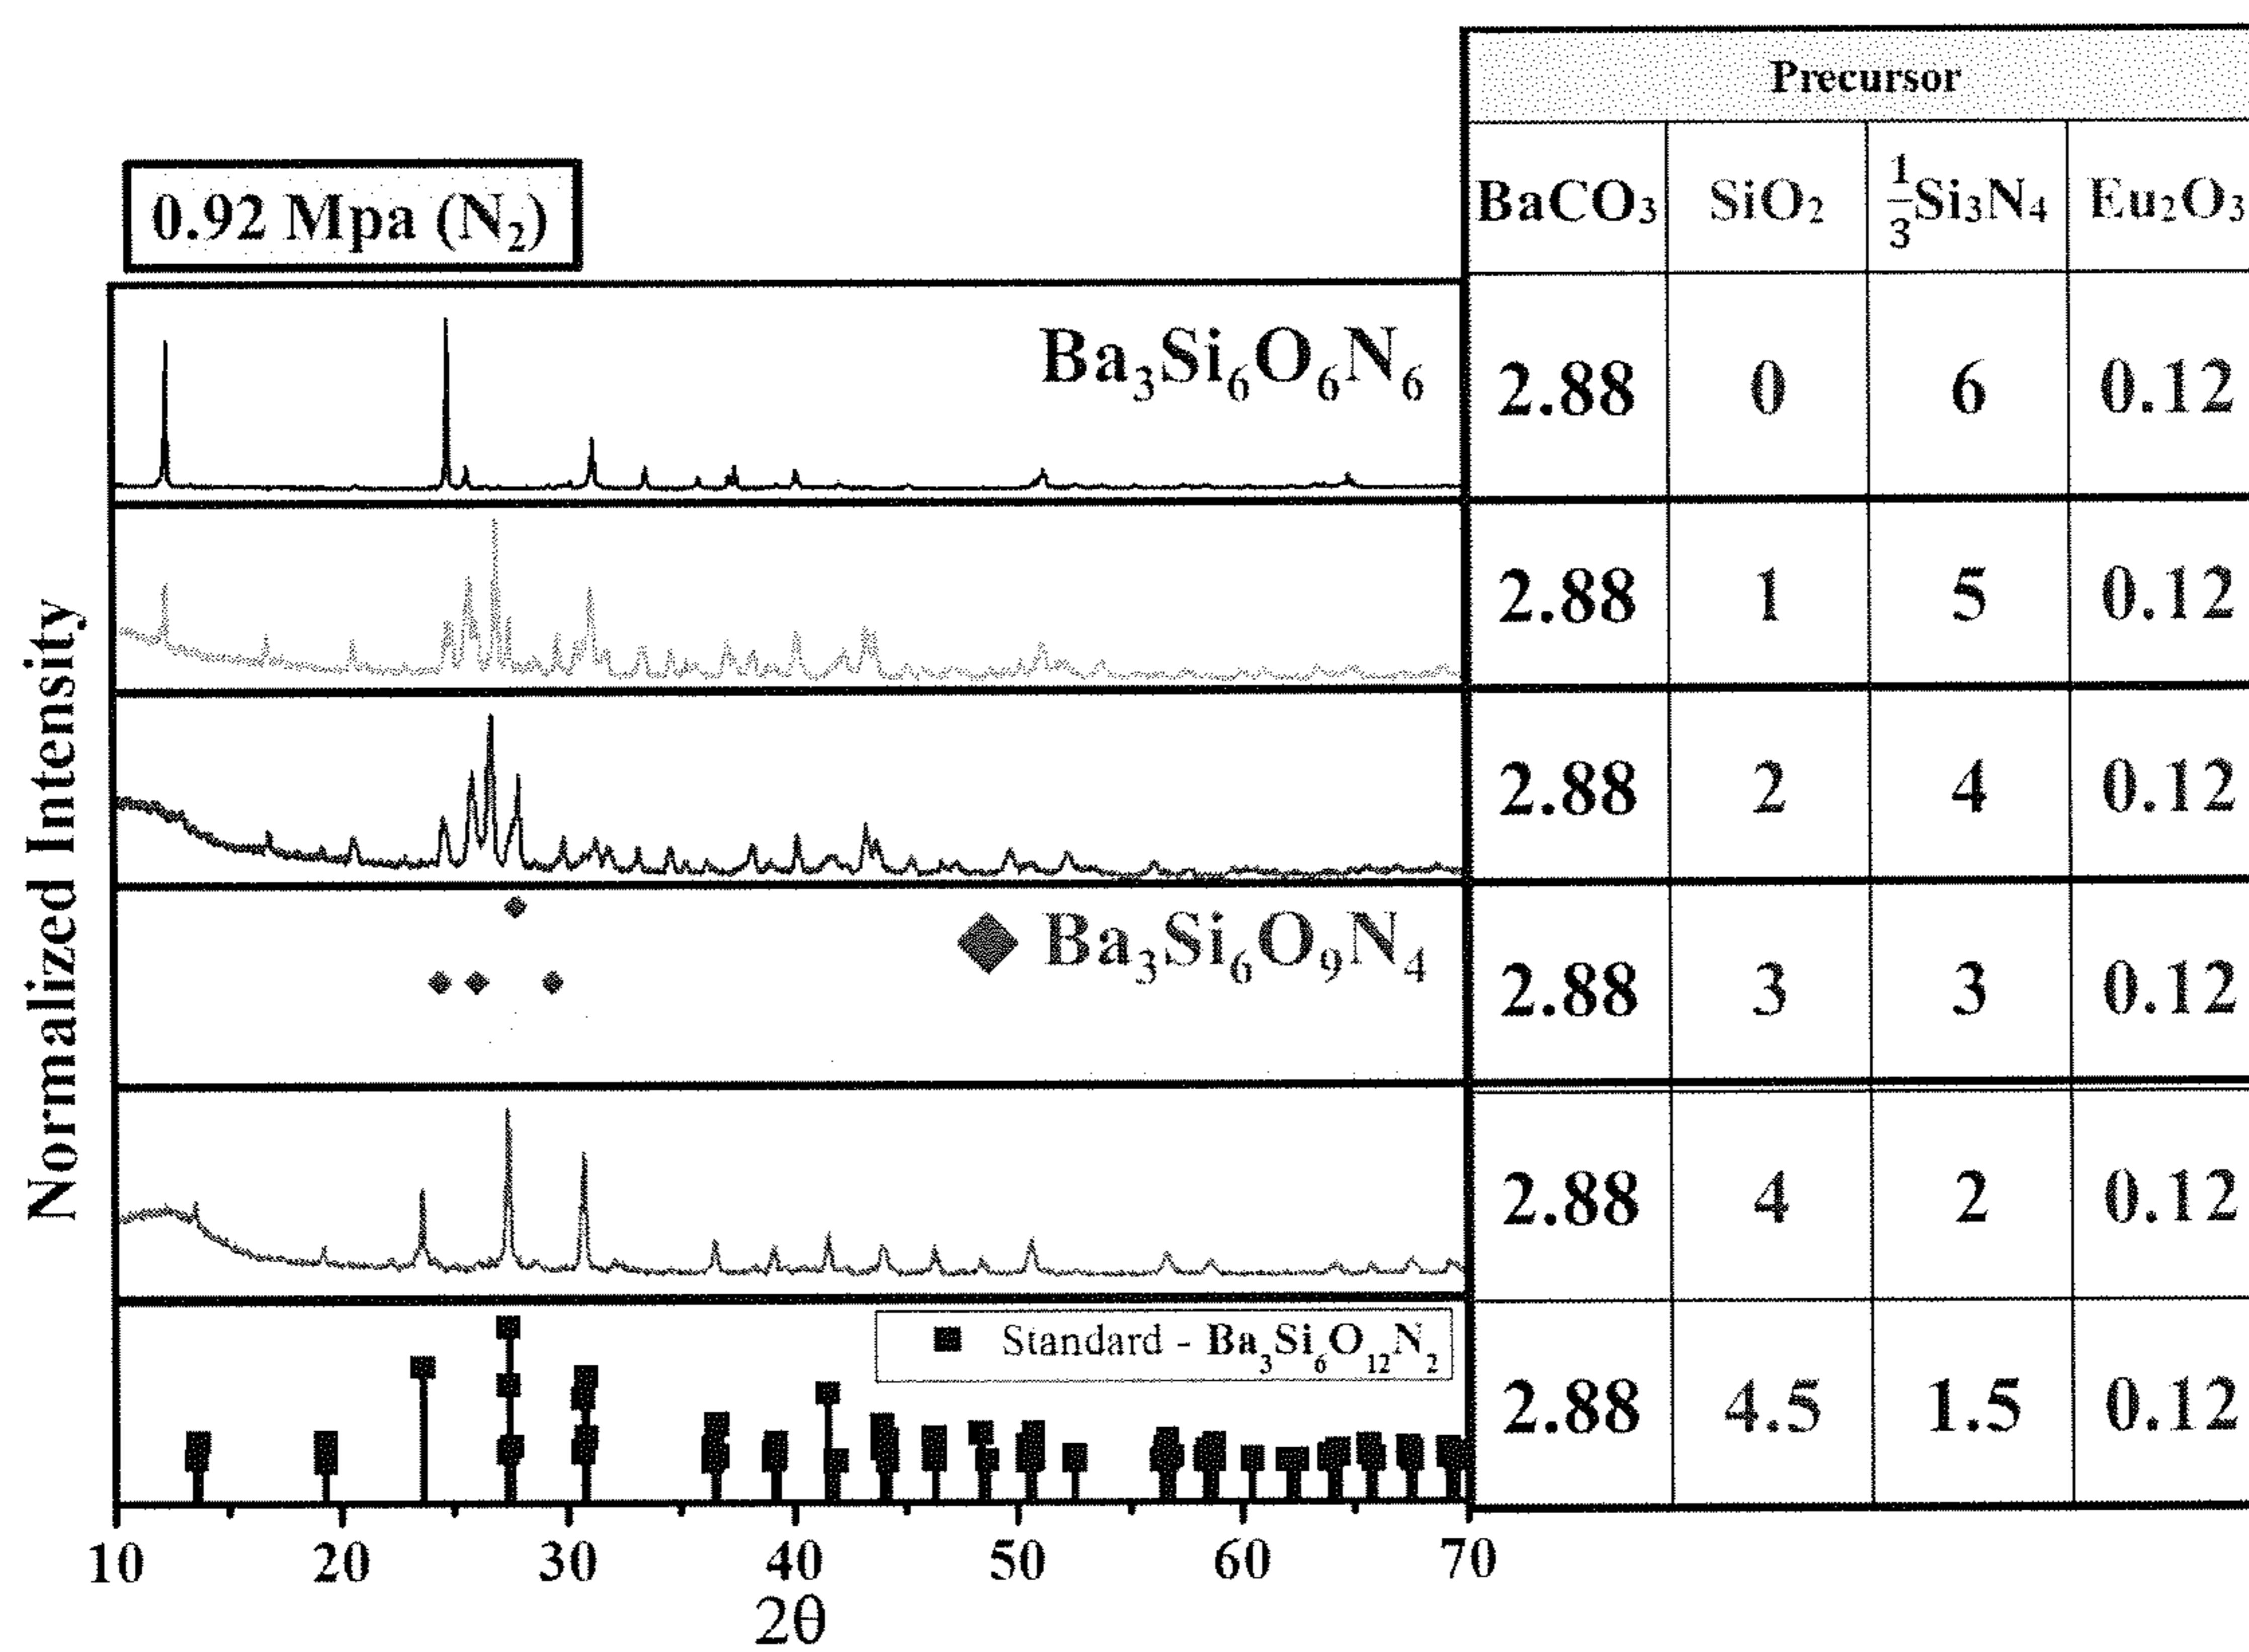 Precursor
0.92 Mpa (N₂)
BaCO₃ SiO₂ ⅓Si₃N₄ Eu₂O₃
Ba₃Si₆O₆N₆ 2.88 0 6 0.12
2.88 1 5 0.12
2.88 2 4 0.12
◆ Ba₃Si₆O₉N₄ 2.88 3 3 0.12
2.88 4 2 0.12
■ Standard - Ba₃Si₆O₁₂N₂ 2.88 4.5 1.5 0.12
Normalized Intensity
10 20 30 40 50 60 70
2θ